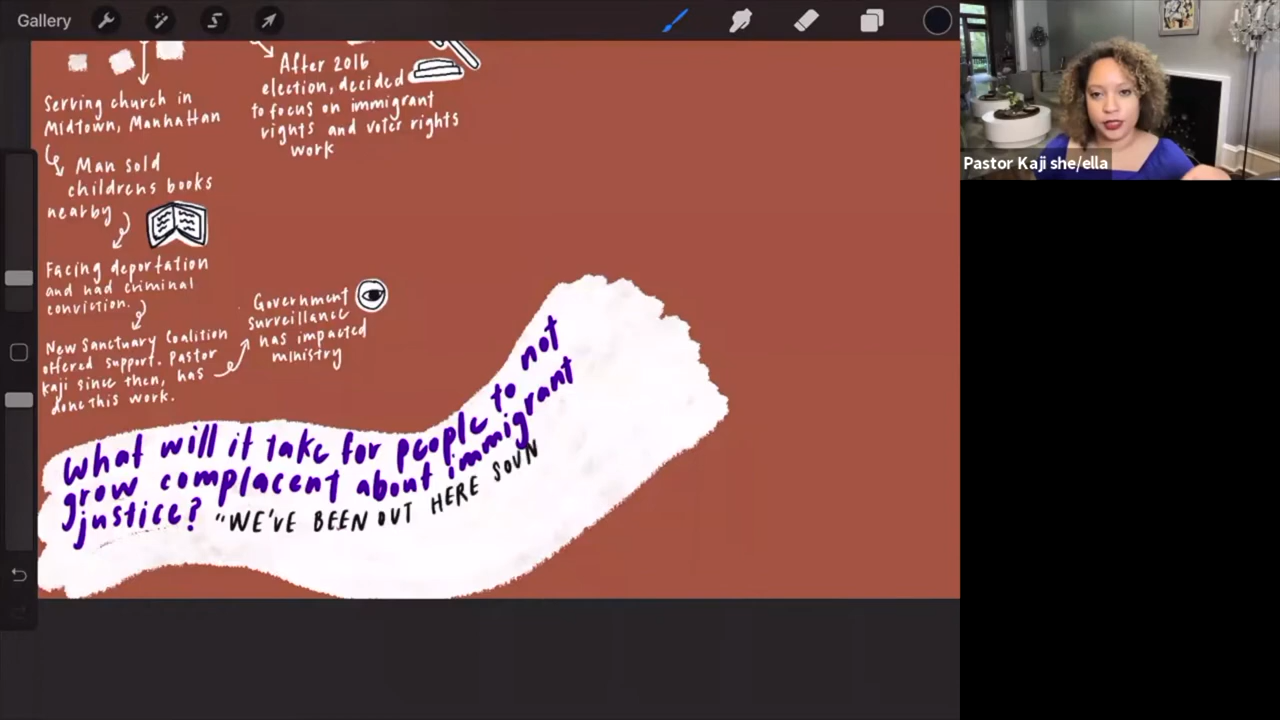 Gallery
Serving church in
Midtown, Manhattan
Man sold
childrens books
nearby
Facing deportation
and had criminal
conviction.
New Sanctuary Coalition
offered support. Pastor
Kaji since then, has
done this work.
After 2016
election, decided
to focus on immigrant
rights and voter rights
work
Government
surveillance
has impacted
ministry
What will it take for people to not
grow complacent about immigrant
justice? "WE'VE BEEN OUT HERE SOUN
Pastor Kaji she/ella